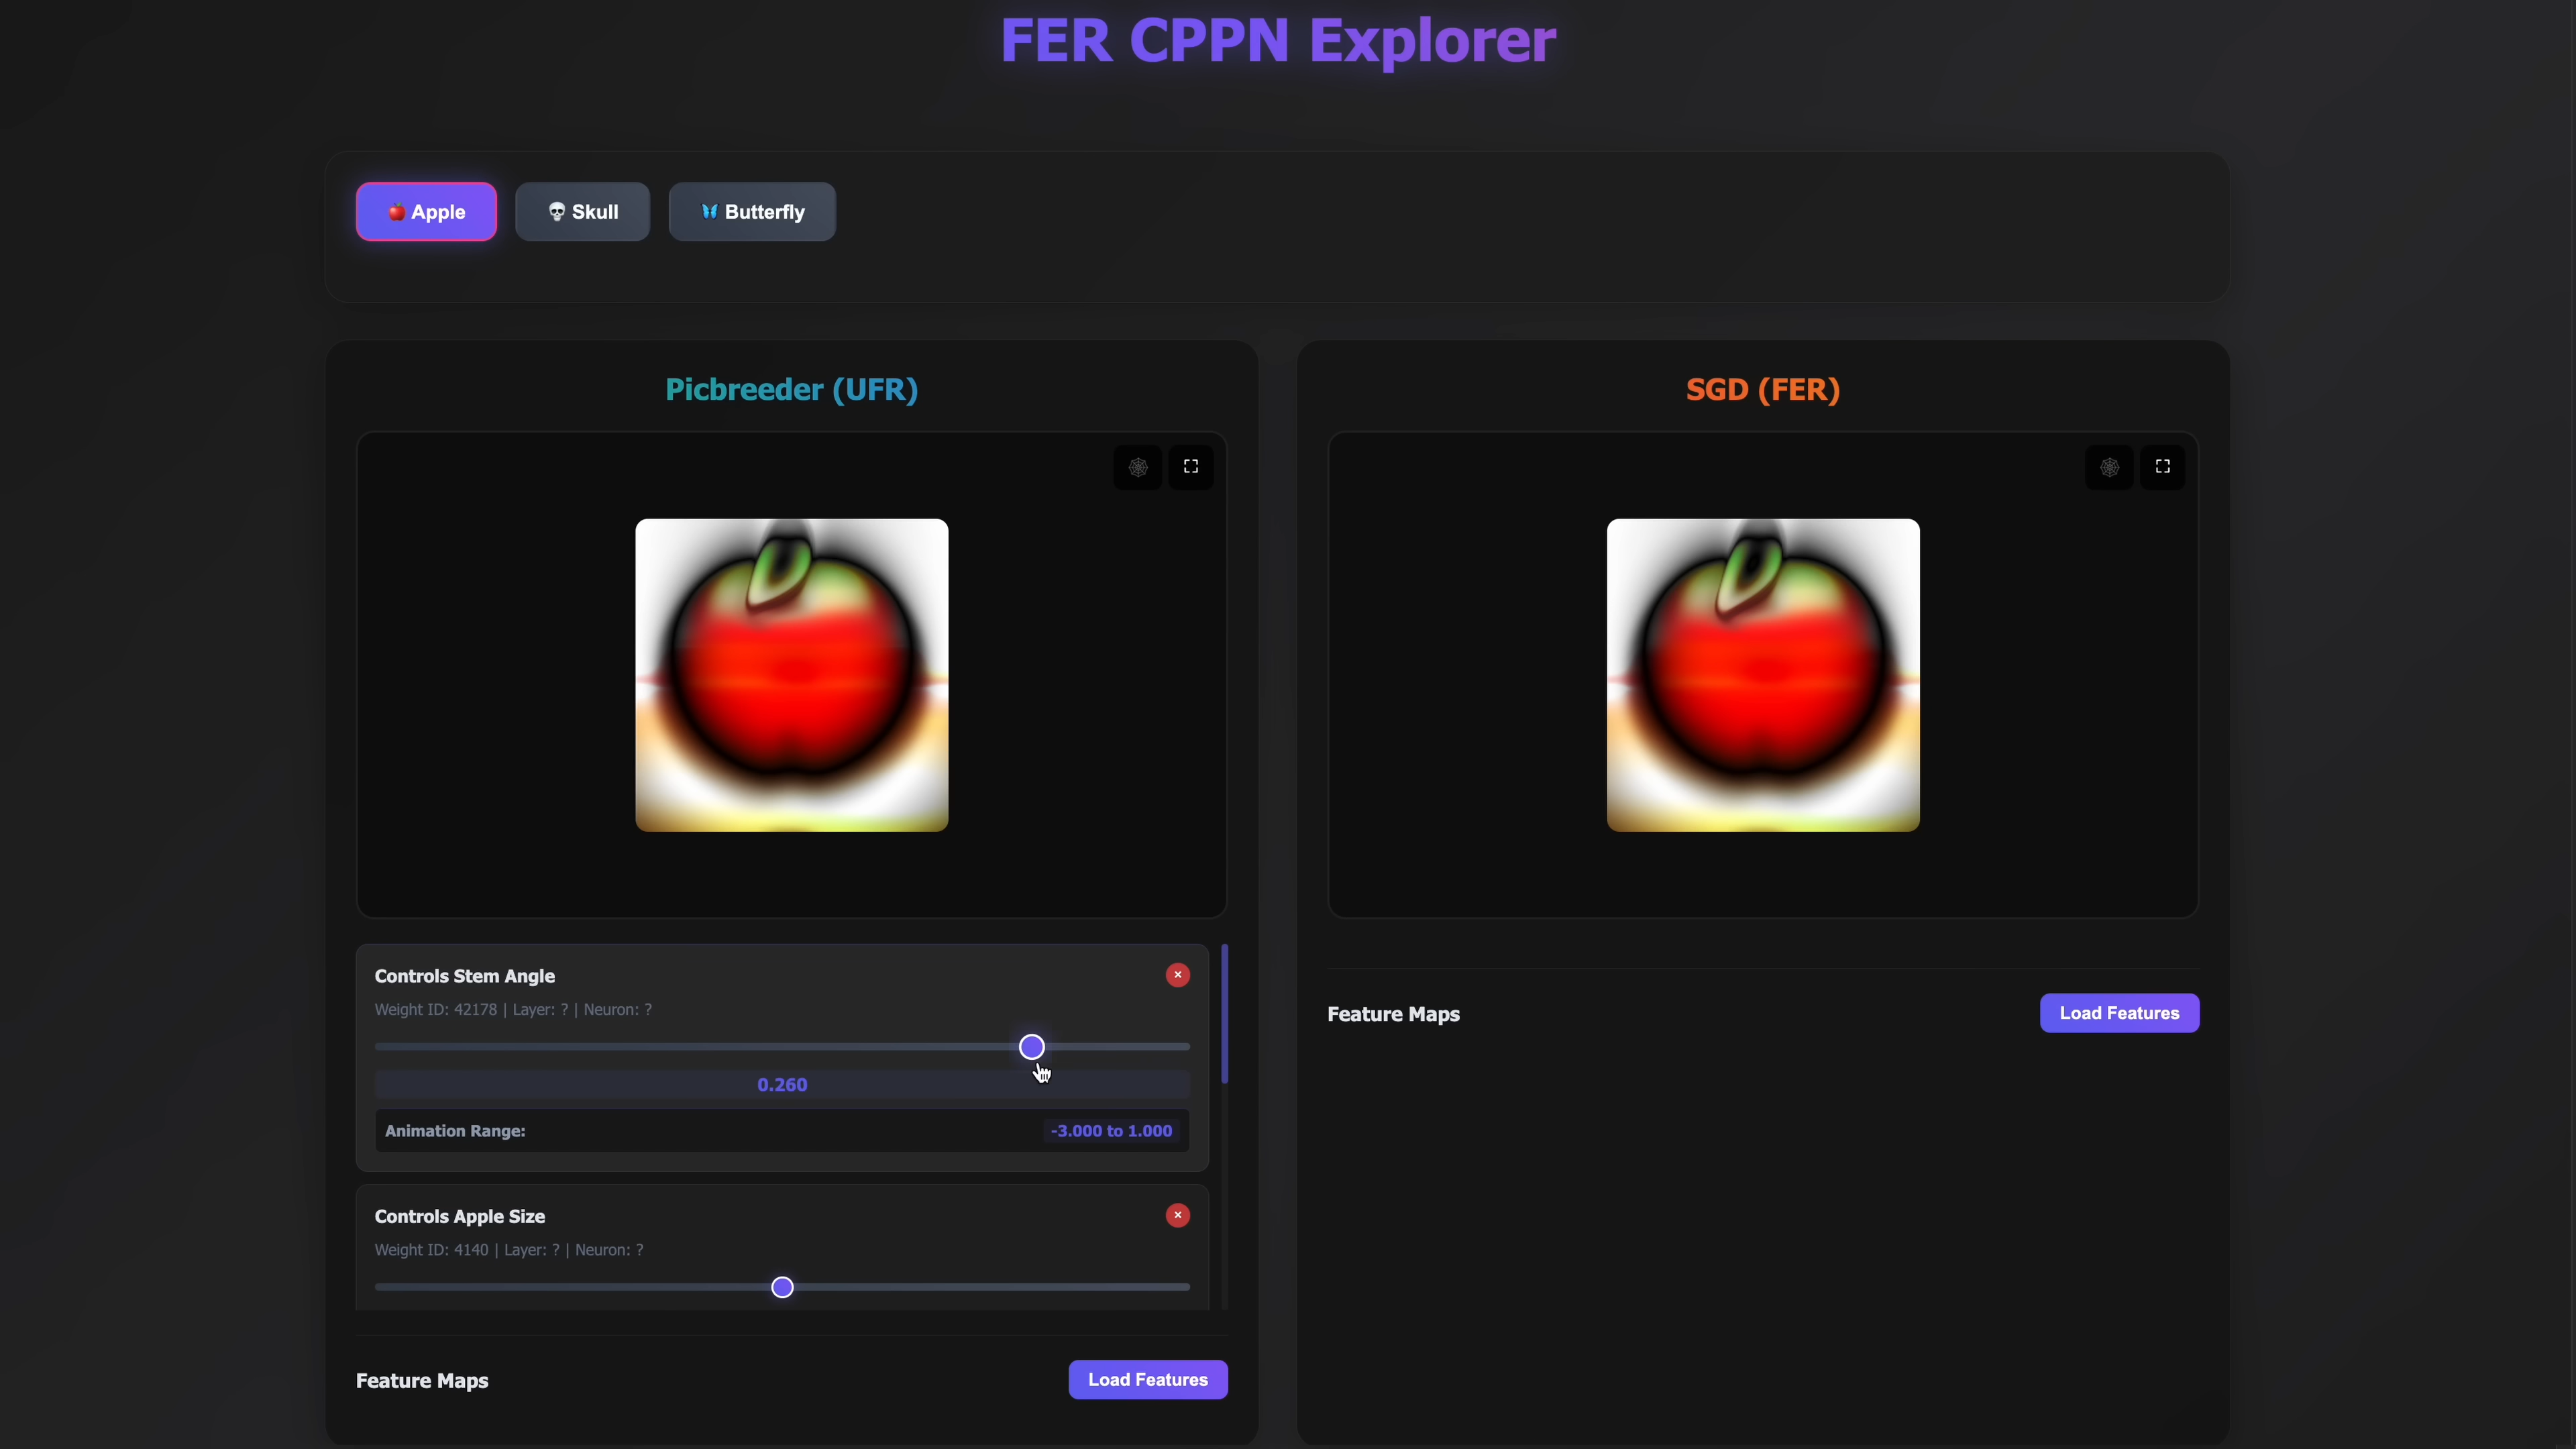 FER CPPN Explorer
🍎 Apple
💀 Skull
🦋 Butterfly
Picbreeder (UFR)
Controls Stem Angle
×
Weight ID: 42178 | Layer: ? | Neuron: ?
0.260
Animation Range:
-3.000 to 1.000
Controls Apple Size
×
Weight ID: 4140 | Layer: ? | Neuron: ?
Feature Maps
Load Features
SGD (FER)
Feature Maps
Load Features